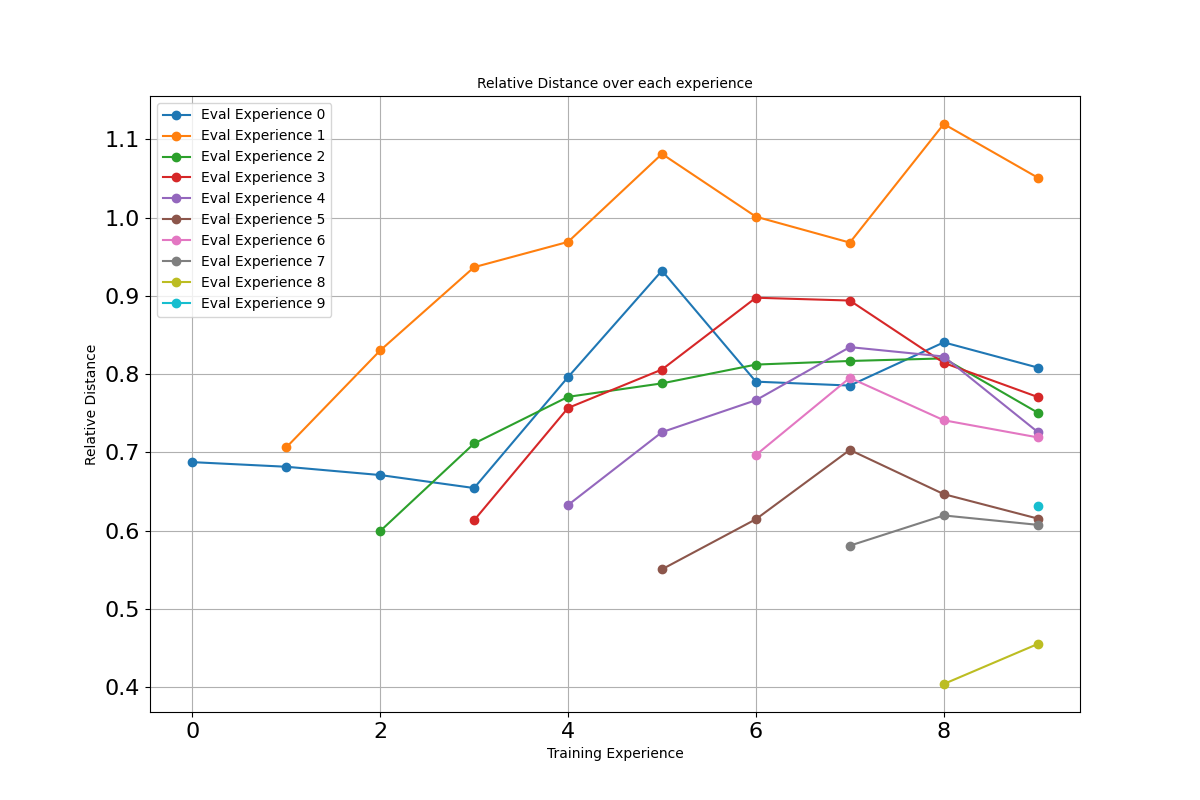 Relative Distance over each experience
Eval Experience 0
Eval Experience 1
Eval Experience 2
Eval Experience 3
Eval Experience 4
Eval Experience 5
Eval Experience 6
Eval Experience 7
Eval Experience 8
Eval Experience 9
1.1
1.0
0.9
0.8
0.7
0.6
0.5
0.4
Relative Distance
0 2 4 6 8
Training Experience